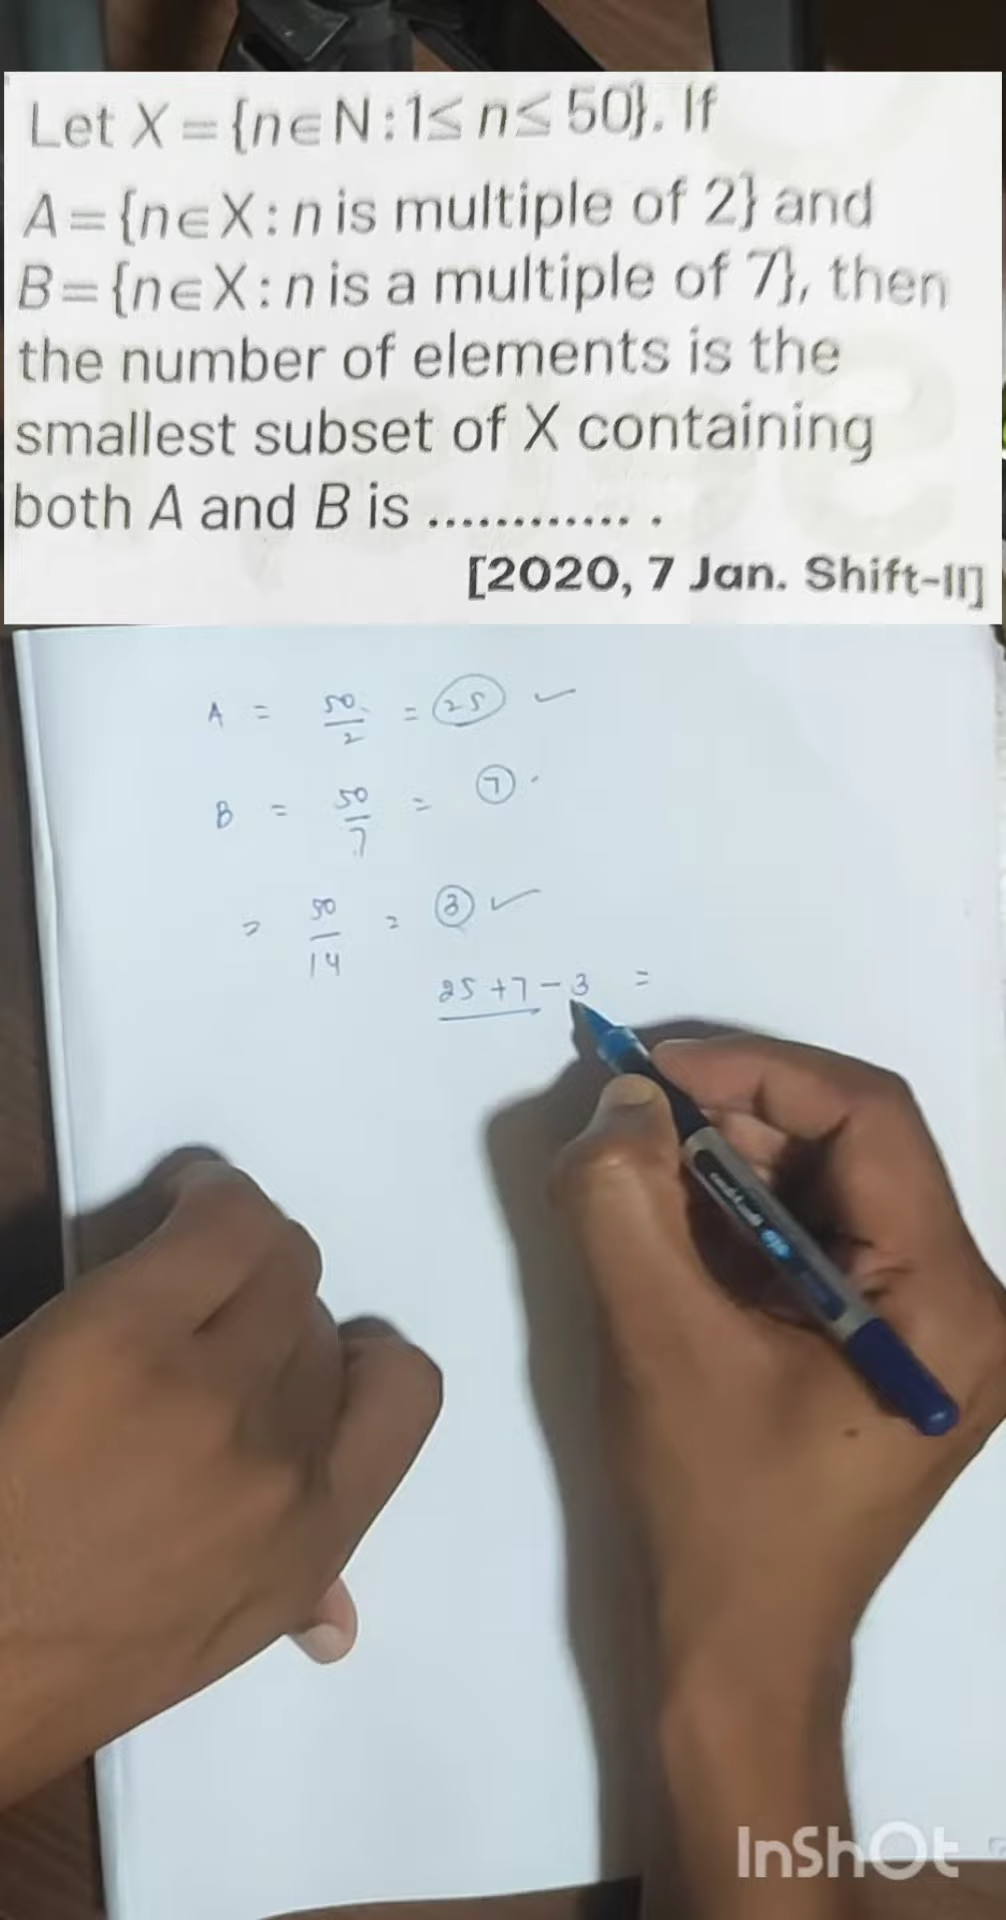 Let X = {n∈N : 1≤ n ≤ 50}. If
A = {n∈X : n is multiple of 2} and
B = {n∈X : n is a multiple of 7}, then
the number of elements is the
smallest subset of X containing
both A and B is ............. .
[2020, 7 Jan. Shift-II]
A = 50/2 = 25 ✓
B = 50/7 = 7
= 50/14 = 3 ✓
25 + 7 - 3 =
InShOt